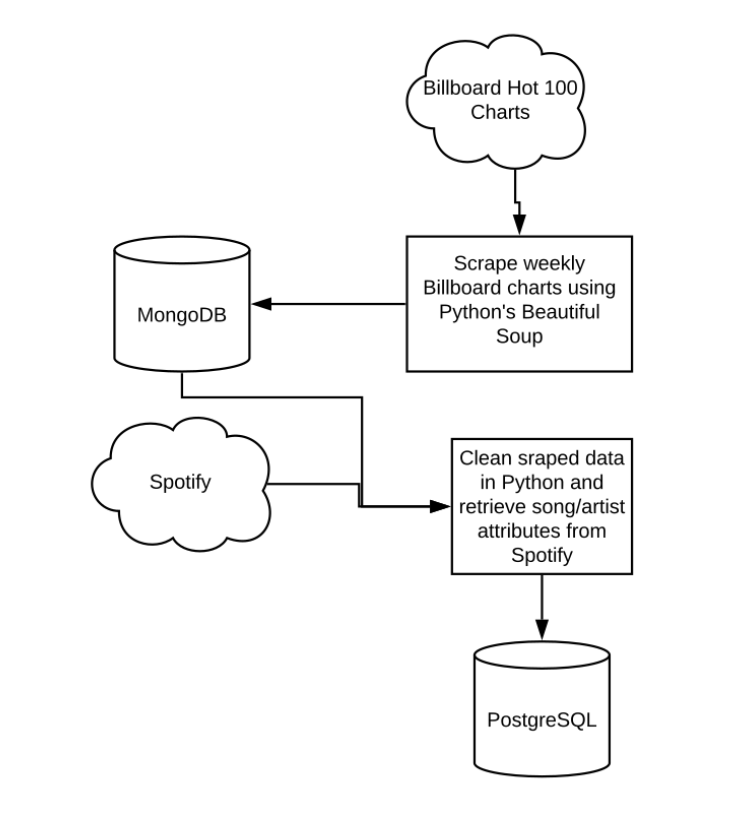 Billboard Hot 100
Charts
Scrape weekly
Billboard charts using
Python's Beautiful
Soup
MongoDB
Spotify
Clean sraped data
in Python and
retrieve song/artist
attributes from
Spotify
PostgreSQL